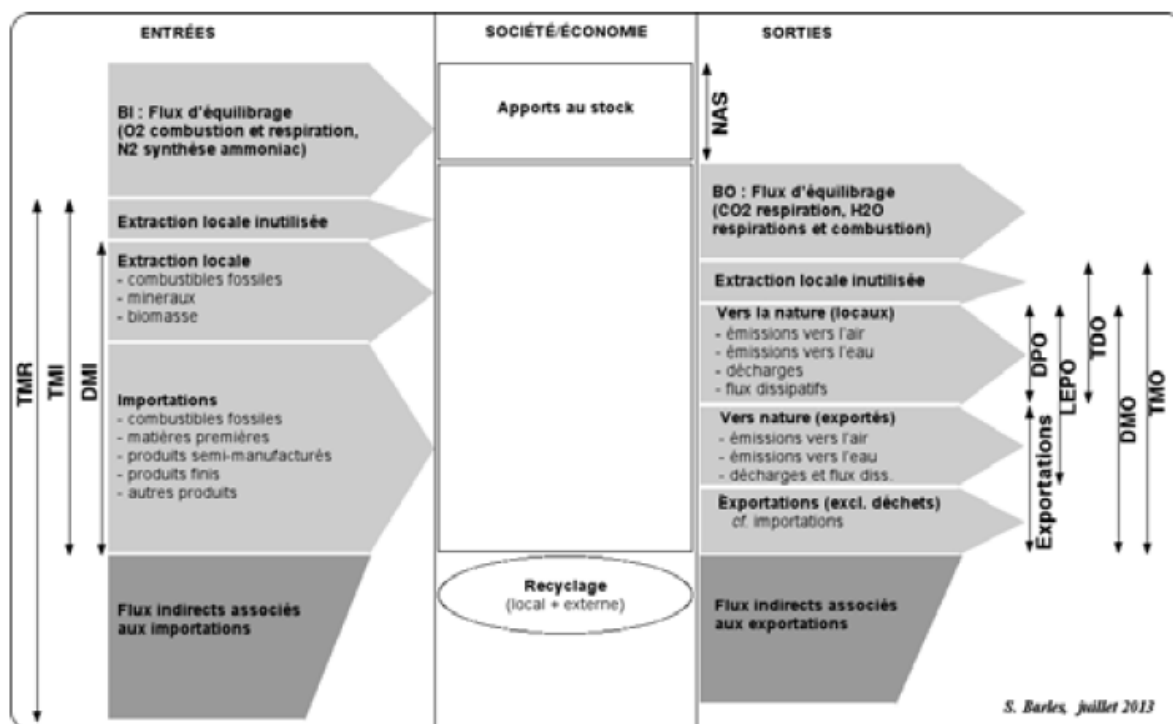 ENTRÉES
SOCIÉTÉ/ÉCONOMIE
SORTIES
BI : Flux d'équilibrage
(O2 combustion et respiration,
N2 synthèse ammoniac)
Extraction locale inutilisée
Extraction locale
- combustibles fossiles
- mineraux
- biomasse
Importations
- combustibles fossiles
- matières premières
- produits semi-manufacturés
- produits finis
- autres produits
Flux indirects associés
aux importations
TMR
TMI
DMI
Apports au stock
Recyclage
(local + externe)
NAS
BO : Flux d'équilibrage
(CO2 respiration, H2O
respirations et combustion)
Extraction locale inutilisée
Vers la nature (locaux)
- émissions vers l'air
- émissions vers l'eau
- décharges
- flux dissipatifs
Vers nature (exportés)
- émissions vers l'air
- émissions vers l'eau
- décharges et flux diss.
Exportations (excl. déchets)
cf. importations
Flux indirects associés
aux exportations
DPO
Exportations
LEPO
TDO
DMO
TMO
S. Barles, juillet 2013